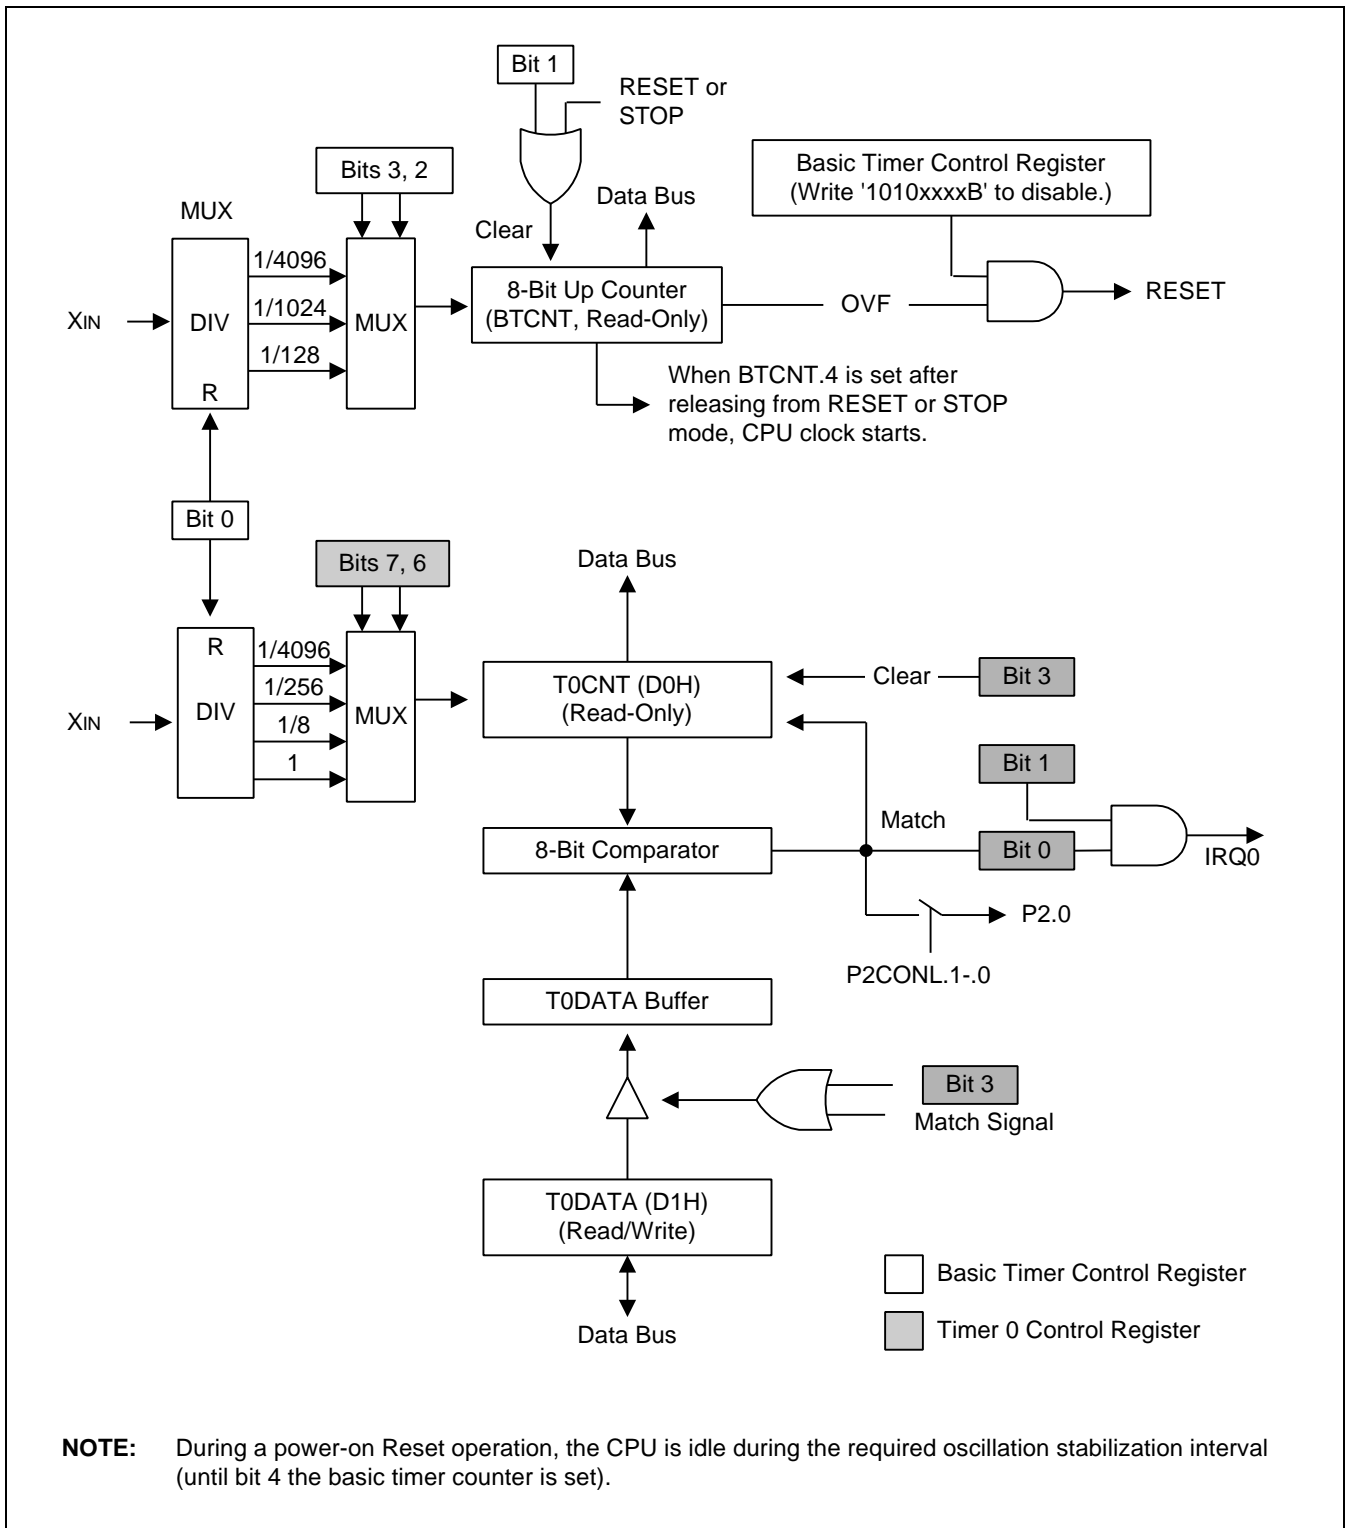 Bit 1
RESET or
STOP
Bits 3, 2
Basic Timer Control Register
(Write '1010xxxxB' to disable.)
MUX
Data Bus
Clear
1/4096
1/1024
1/128
XIN
DIV
R
MUX
8-Bit Up Counter
(BTCNT, Read-Only)
OVF
RESET
When BTCNT.4 is set after
releasing from RESET or STOP
mode, CPU clock starts.
Bit 0
Bits 7, 6
Data Bus
R
1/4096
1/256
1/8
1
XIN
DIV
MUX
T0CNT (D0H)
(Read-Only)
Clear
Bit 3
Bit 1
Match
8-Bit Comparator
Bit 0
IRQ0
P2.0
P2CONL.1-.0
T0DATA Buffer
Bit 3
Match Signal
T0DATA (D1H)
(Read/Write)
Data Bus
Basic Timer Control Register
Timer 0 Control Register
NOTE: During a power-on Reset operation, the CPU is idle during the required oscillation stabilization interval
(until bit 4 the basic timer counter is set).